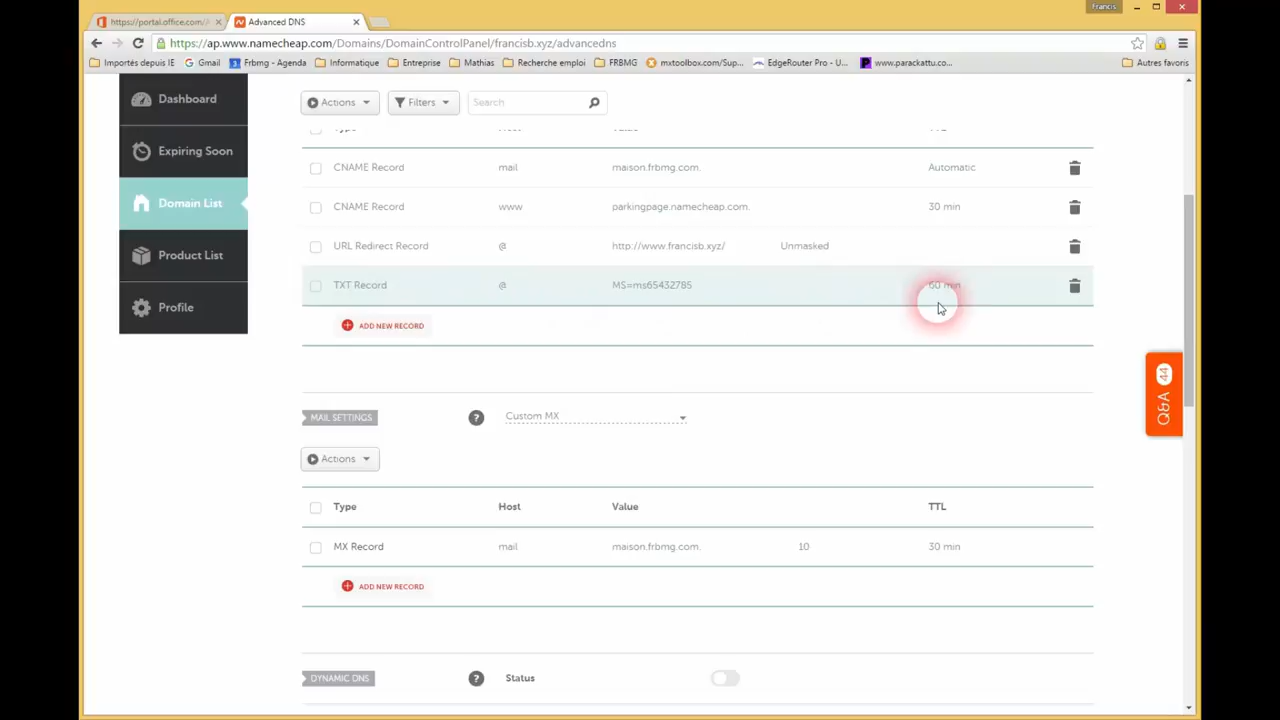 Francis
https://portal.office.com/A
Advanced DNS
https://ap.www.namecheap.com/Domains/DomainControlPanel/francisb.xyz/advancedns
Importés depuis IE
Gmail
Frbmg - Agenda
Informatique
Entreprise
Mathias
Recherche emploi
FRBMG
mxtoolbox.com/Sup...
EdgeRouter Pro - U...
www.parackattu.co...
Autres favoris
Dashboard
Expiring Soon
Domain List
Product List
Profile
Actions
Filters
Search
CNAME Record mail maison.frbmg.com. Automatic
CNAME Record www parkingpage.namecheap.com. 30 min
URL Redirect Record @ http://www.francisb.xyz/ Unmasked
TXT Record @ MS=ms65432785 60 min
ADD NEW RECORD
MAIL SETTINGS ? Custom MX
Actions
Type Host Value TTL
MX Record mail maison.frbmg.com. 10 30 min
ADD NEW RECORD
DYNAMIC DNS ? Status
Q&A 44